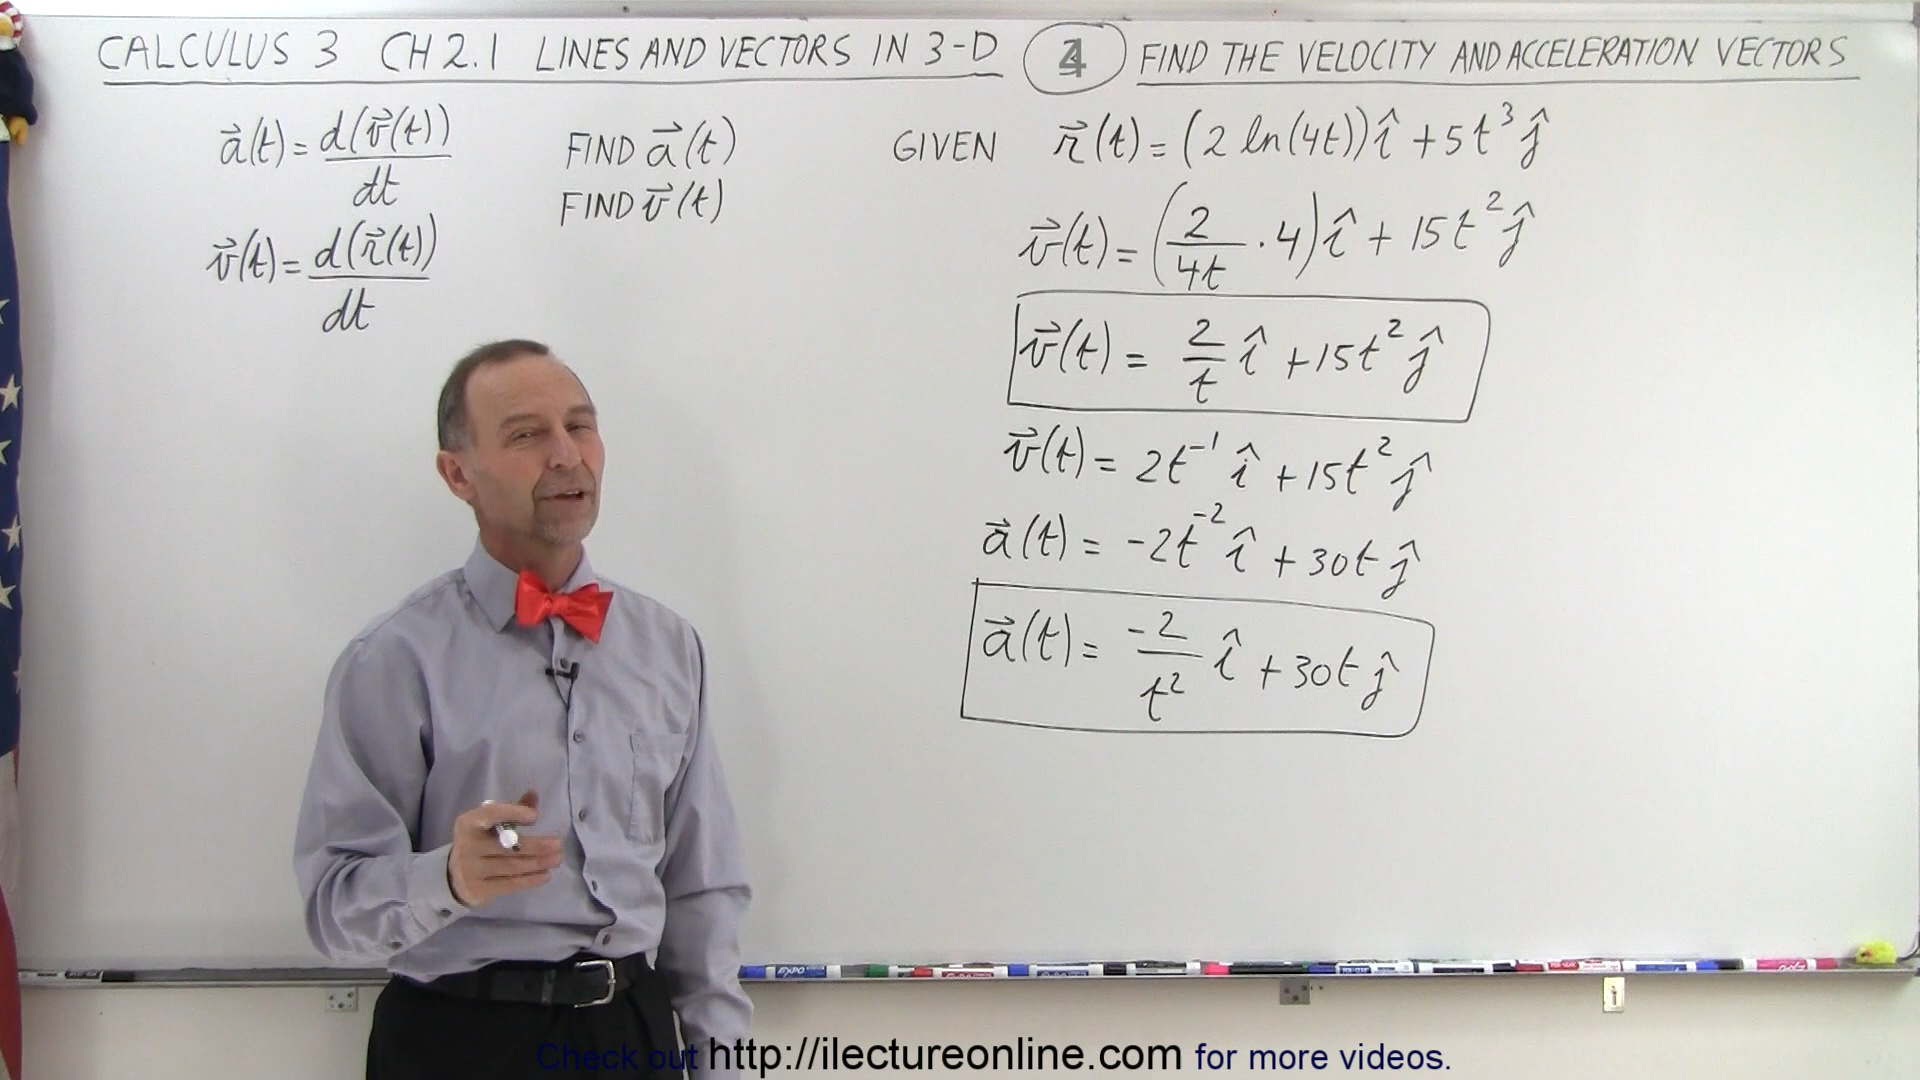 CALCULUS 3 CH 2.1 LINES AND VECTORS IN 3-D 4 FIND THE VELOCITY AND ACCELERATION VECTORS
a⃗(t) = d(v⃗(t))/dt
v⃗(t) = d(r⃗(t))/dt
FIND a⃗(t)
FIND v⃗(t)
GIVEN r⃗(t) = (2 ln(4t)) î + 5t³ ĵ
v⃗(t) = (2/4t · 4) î + 15t² ĵ
v⃗(t) = 2/t î + 15t² ĵ
v⃗(t) = 2t⁻¹ î + 15t² ĵ
a⃗(t) = -2t⁻² î + 30t ĵ
a⃗(t) = -2/t² î + 30t ĵ
EXPO
Check out http://ilectureonline.com for more videos.